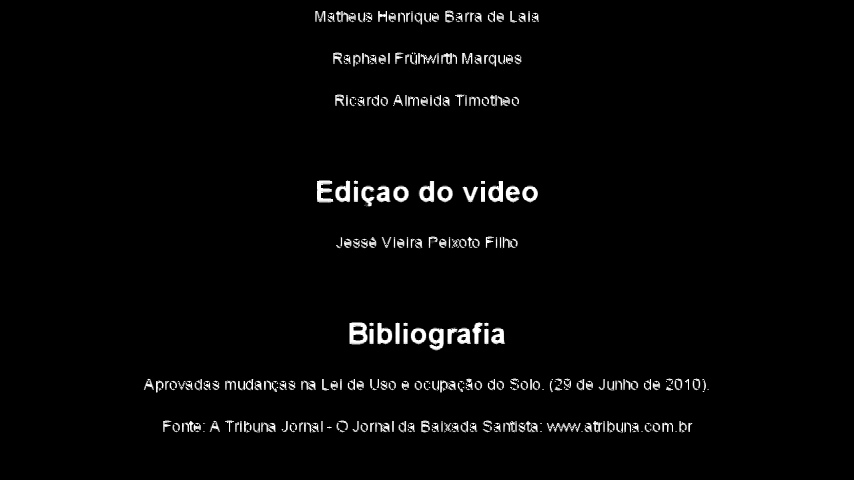 Matheus Henrique Barra de Laia
Raphael Frühwirth Marques
Ricardo Almeida Timotheo
Ediçao do video
Jessé Vieira Peixoto Filho
Bibliografia
Aprovadas mudanças na Lei de Uso e ocupação do Solo. (29 de Junho de 2010).
Fonte: A Tribuna Jornal - O Jornal da Baixada Santista: www.atribuna.com.br